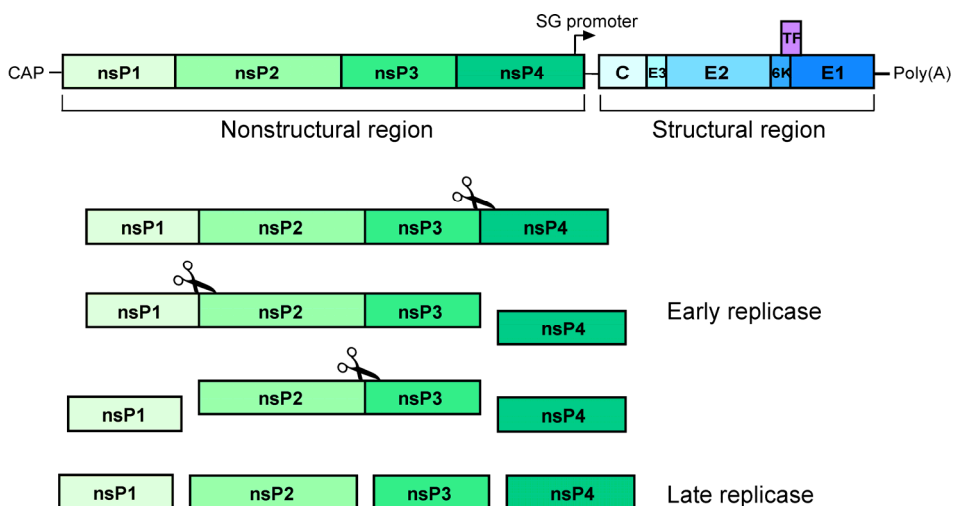 SG promoter
TF
CAP nsP1 nsP2 nsP3 nsP4 C E3 E2 6K E1 Poly(A)
Nonstructural region Structural region
nsP1 nsP2 nsP3 nsP4
nsP1 nsP2 nsP3 nsP4 Early replicase
nsP1 nsP2 nsP3 nsP4
nsP1 nsP2 nsP3 nsP4 Late replicase